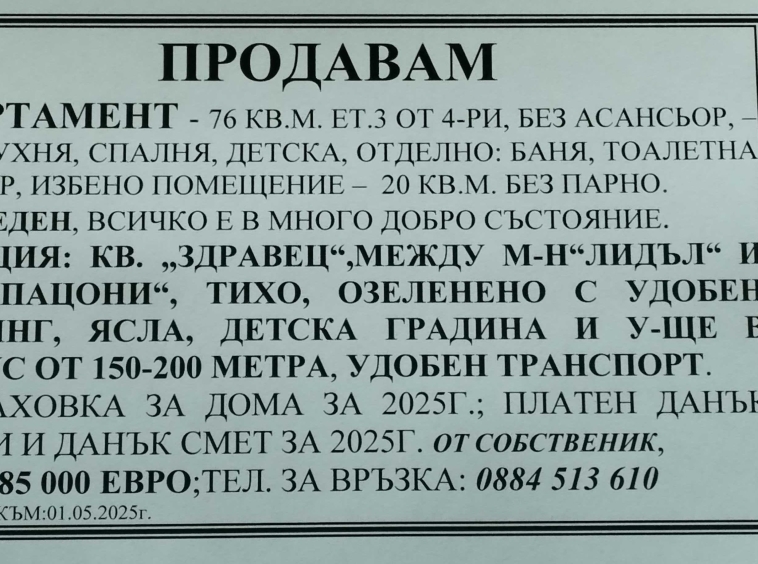 ПРОДАВАМ
РТАМЕНТ - 76 КВ.М. ЕТ.3 ОТ 4-РИ, БЕЗ АСАНСЬОР, –
УХНЯ, СПАЛНЯ, ДЕТСКА, ОТДЕЛНО: БАНЯ, ТОАЛЕТНА
Р, ИЗБЕНО ПОМЕЩЕНИЕ – 20 КВ.М. БЕЗ ПАРНО.
ЕДЕН, ВСИЧКО Е В МНОГО ДОБРО СЪСТОЯНИЕ.
ЦИЯ: КВ. „ЗДРАВЕЦ“,МЕЖДУ М-Н“ЛИДЪЛ“ И
ПАЦОНИ“, ТИХО, ОЗЕЛЕНЕНО С УДОБЕН
ИНГ, ЯСЛА, ДЕТСКА ГРАДИНА И У-ЩЕ В
УС ОТ 150-200 МЕТРА, УДОБЕН ТРАНСПОРТ.
АХОВКА ЗА ДОМА ЗА 2025Г.; ПЛАТЕН ДАНЪК
И И ДАНЪК СМЕТ ЗА 2025Г. ОТ СОБСТВЕНИК,
85 000 ЕВРО;ТЕЛ. ЗА ВРЪЗКА: 0884 513 610
КЪМ:01.05.2025г.